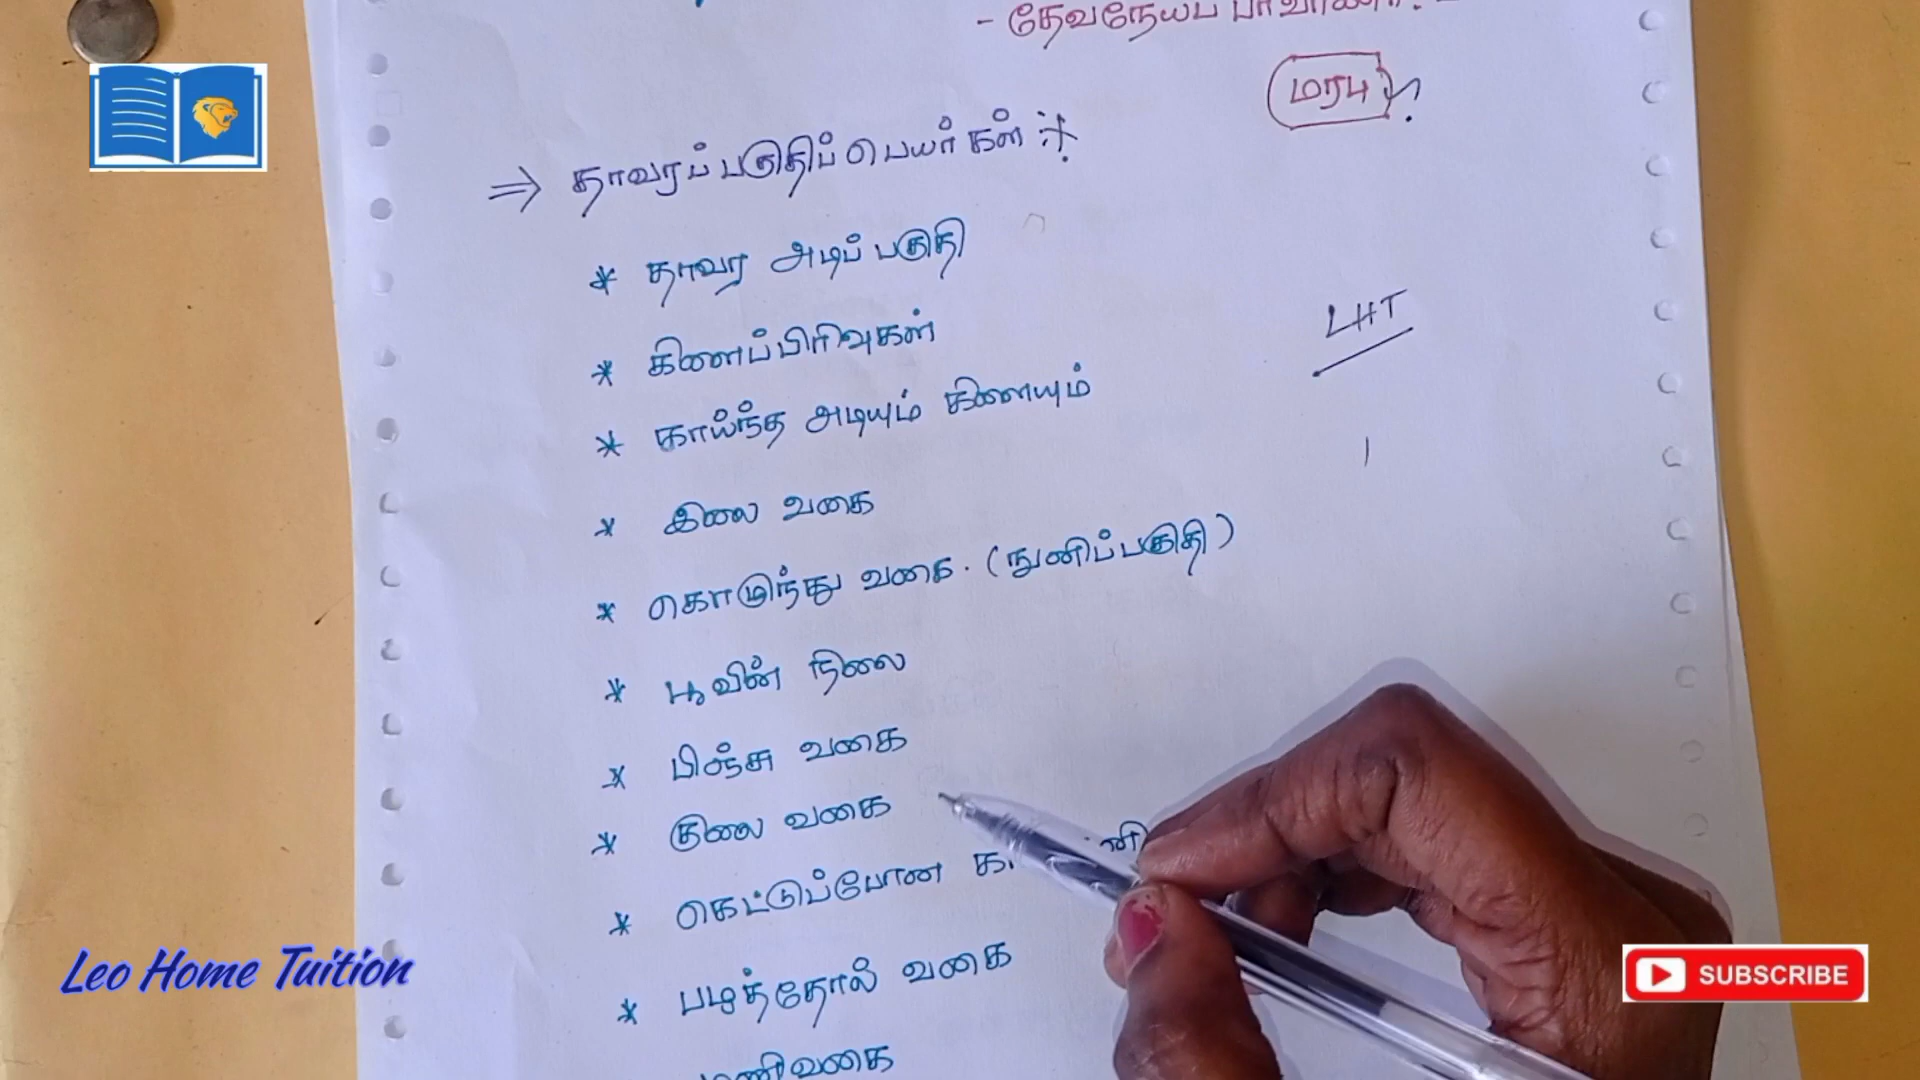 - தேவநேயப் பாவாணர்.
மரபு
⇒ தாவரப் பகுதிப் பெயர்கள்
* தாவர அடிப் பகுதி
* கிளைப்பிரிவுகள்
LHT
* காய்ந்த அடியும் கிளையும்
* இலை வகை
* கொழுந்து வகை. (நுனிப்பகுதி)
* பூவின் நிலை
* பிஞ்சு வகை
* குலை வகை
* கெட்டுப்போன
* பழத்தோல் வகை
மணிவகை
Leo Home Tuition
SUBSCRIBE